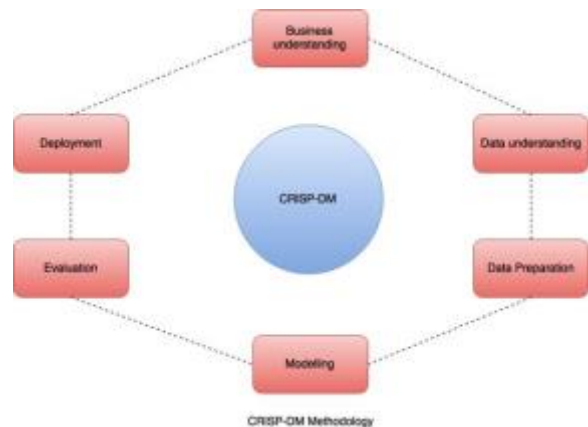 Business
understanding
Deployment
Data understanding
CRISP-DM
Evaluation
Data Preparation
Modelling
CRISP-DM Methodology